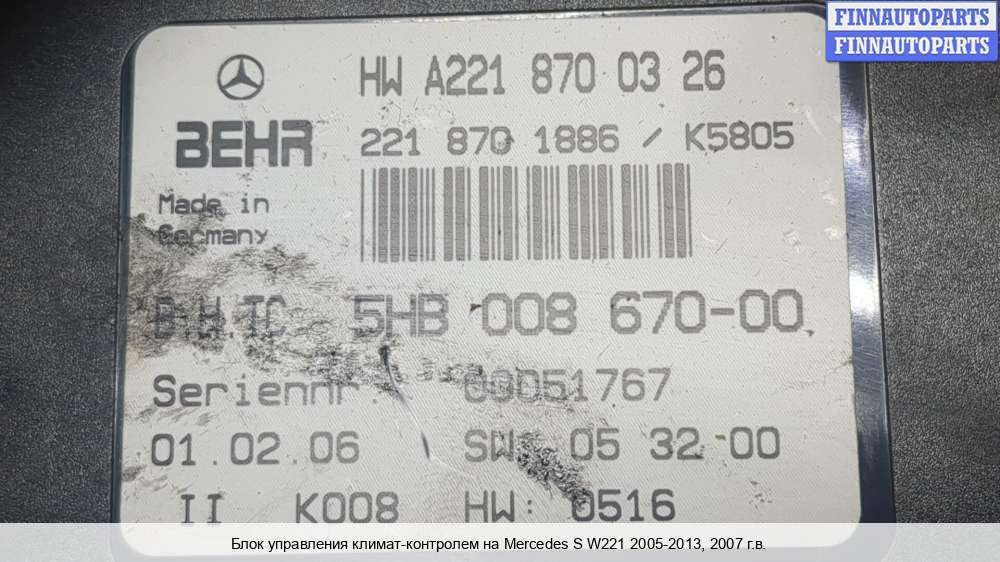 FINNAUTOPARTS
FINNAUTOPARTS
HW A221 870 03 26
BEHR
221 870 1886 / K5805
Made in
Germany
B.H.TC 5HB 008 670-00
Seriennr 00051767
01.02.06 SW: 05 32 00
II K008 HW: 0516
Блок управления климат-контролем на Mercedes S W221 2005-2013, 2007 г.в.